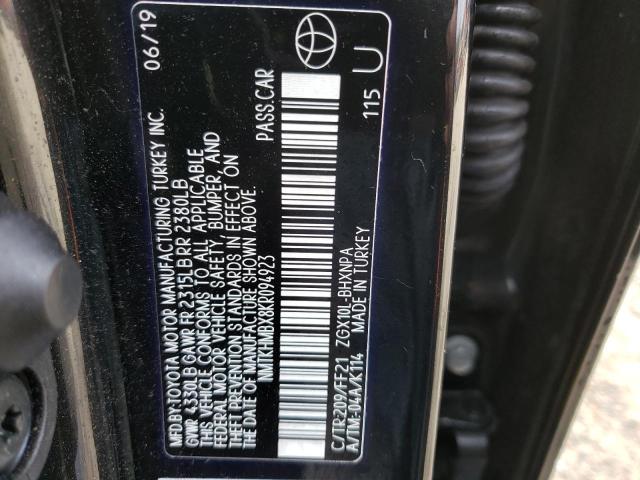 MFD.BY:TOYOTA MOTOR MANUFACTURING TURKEY INC. 06/19
GVWR 4330LB GAWR FR 2315LB RR 2380LB
THIS VEHICLE CONFORMS TO ALL APPLICABLE
FEDERAL MOTOR VEHICLE SAFETY, BUMPER, AND
THEFT PREVENTION STANDARDS IN EFFECT ON
THE DATE OF MANUFACTURE SHOWN ABOVE.
NMTKHMBX8KR094923 PASS.CAR
C/TR209/FF21 ZGX10L-BHXNPA 115 U
A/TM-04A/K114 MADE IN TURKEY